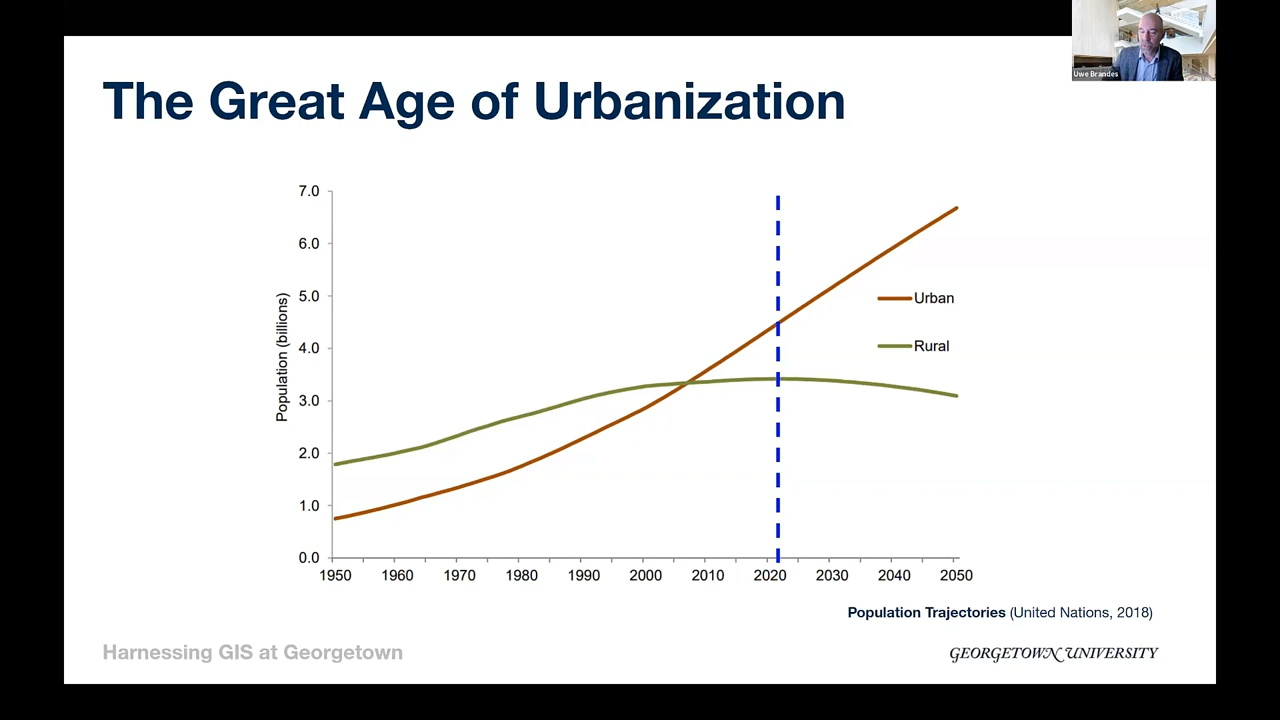 Uwe Brandes
The Great Age of Urbanization
7.0
6.0
5.0
4.0
3.0
2.0
1.0
0.0
Population (billions)
Urban
Rural
1950 1960 1970 1980 1990 2000 2010 2020 2030 2040 2050
Population Trajectories (United Nations, 2018)
Harnessing GIS at Georgetown
GEORGETOWN UNIVERSITY